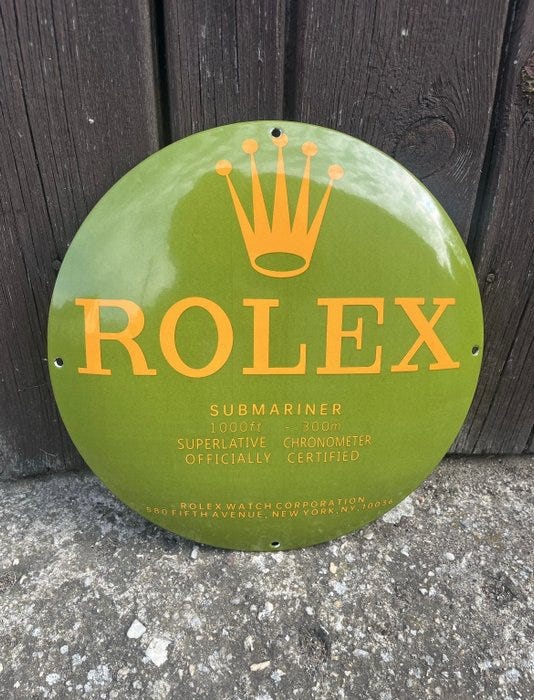 ROLEX
SUBMARINER
1000ft - 300m
SUPERLATIVE CHRONOMETER
OFFICIALLY CERTIFIED
ROLEX WATCH CORPORATION
580 FIFTH AVENUE, NEW YORK, NY, 10036